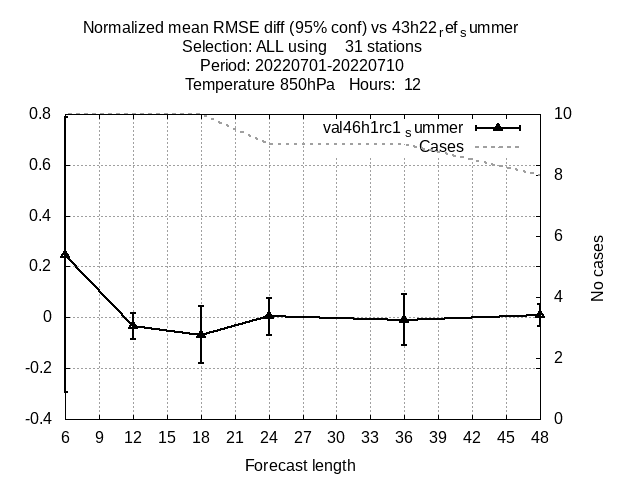 Normalized mean RMSE diff (95% conf) vs 43h22ref summer
Selection: ALL using 31 stations
Period: 20220701-20220710
Temperature 850hPa Hours: 12
0.8
0.6
0.4
0.2
0
-0.2
-0.4
10
8
6
4
2
0
val46h1rc1summer
Cases
No cases
6 9 12 15 18 21 24 27 30 33 36 39 42 45 48
Forecast length